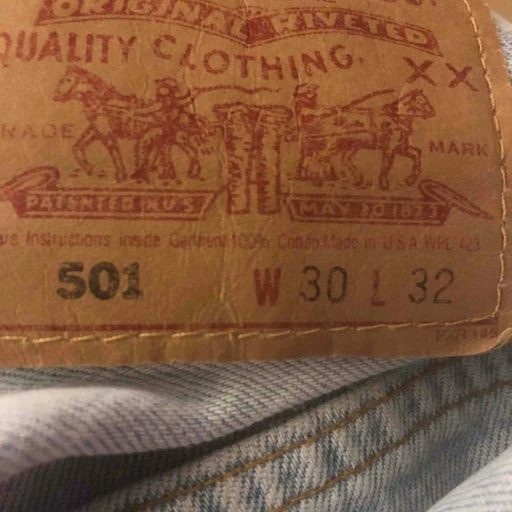 ORIGINAL RIVETED
QUALITY CLOTHING.
XX
TRADE MARK
PATENTED IN U.S. MAY 20 1873
Care Instructions Inside Garment 100% Cotton Made in U S A WPL 423
501 W 30 L 32